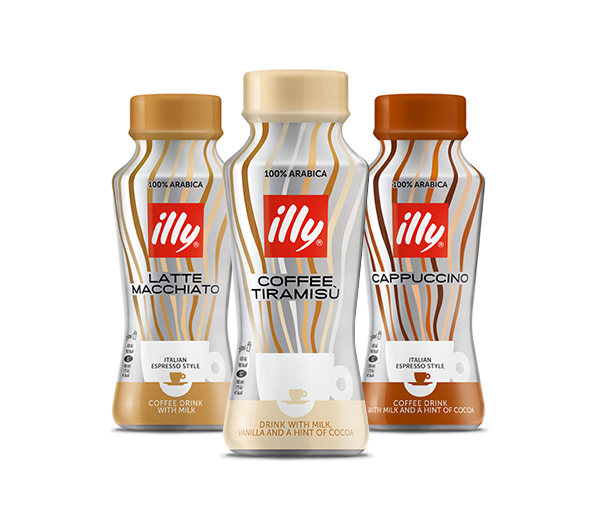 100% ARABICA
illy®
LATTE
MACCHIATO
ITALIAN
ESPRESSO STYLE
COFFEE DRINK
WITH MILK
100% ARABICA
illy®
COFFEE
TIRAMISÙ
DRINK WITH MILK,
VANILLA AND A HINT OF COCOA
100% ARABICA
illy®
CAPPUCCINO
ITALIAN
ESPRESSO STYLE
COFFEE DRINK
WITH MILK AND A HINT OF COCOA